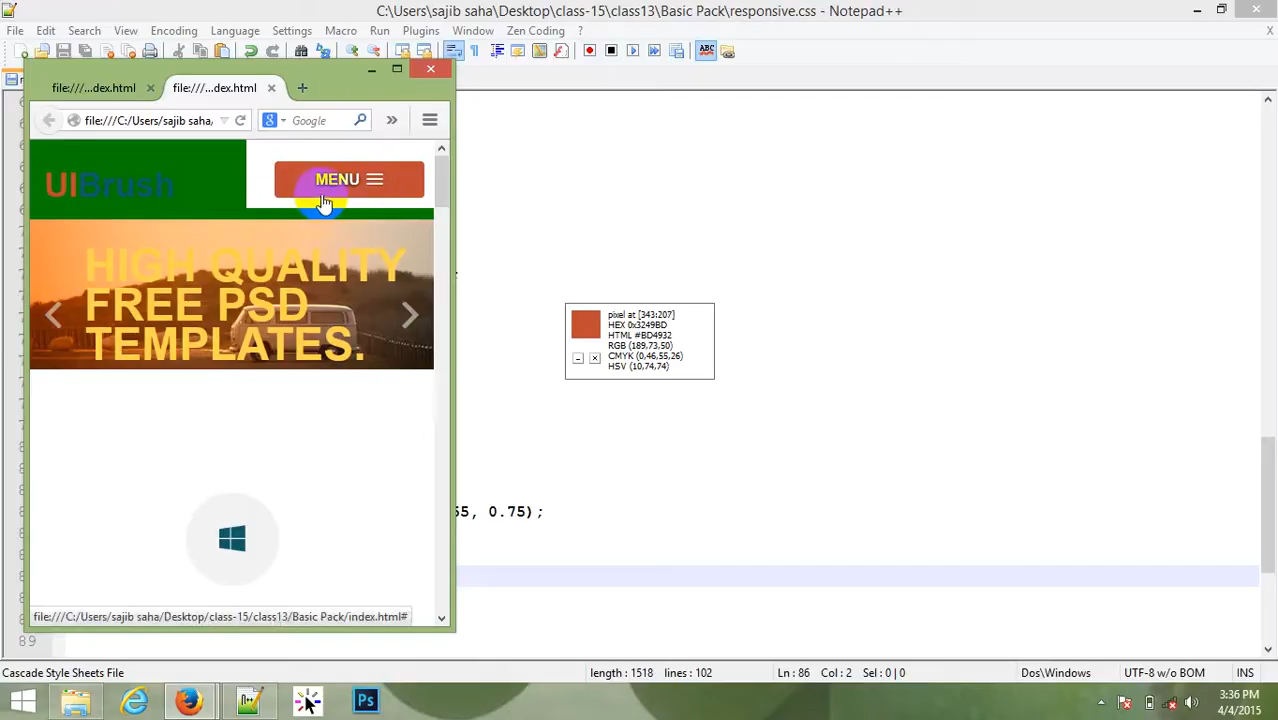 C:\Users\sajib saha\Desktop\class-15\class13\Basic Pack\responsive.css - Notepad++
File Edit Search View Encoding Language Settings Macro Run Plugins Window Zen Coding ? X
ABC
file:///...dex.html
file:///...dex.html
file:///C:/Users/sajib saha,
Google
UIBrush
MENU
HIGH QUALITY
FREE PSD
TEMPLATES.
pixel at [343:207]
HEX 0x3249BD
HTML #BD4932
RGB (189,73,50)
CMYK (0,46,55,26)
HSV (10,74,74)
55, 0.75);
file:///C:/Users/sajib saha/Desktop/class-15/class13/Basic Pack/index.html#
89
Cascade Style Sheets File length : 1518 lines : 102 Ln : 86 Col : 2 Sel : 0 | 0 Dos\Windows UTF-8 w/o BOM INS
Ps
3:36 PM
4/4/2015